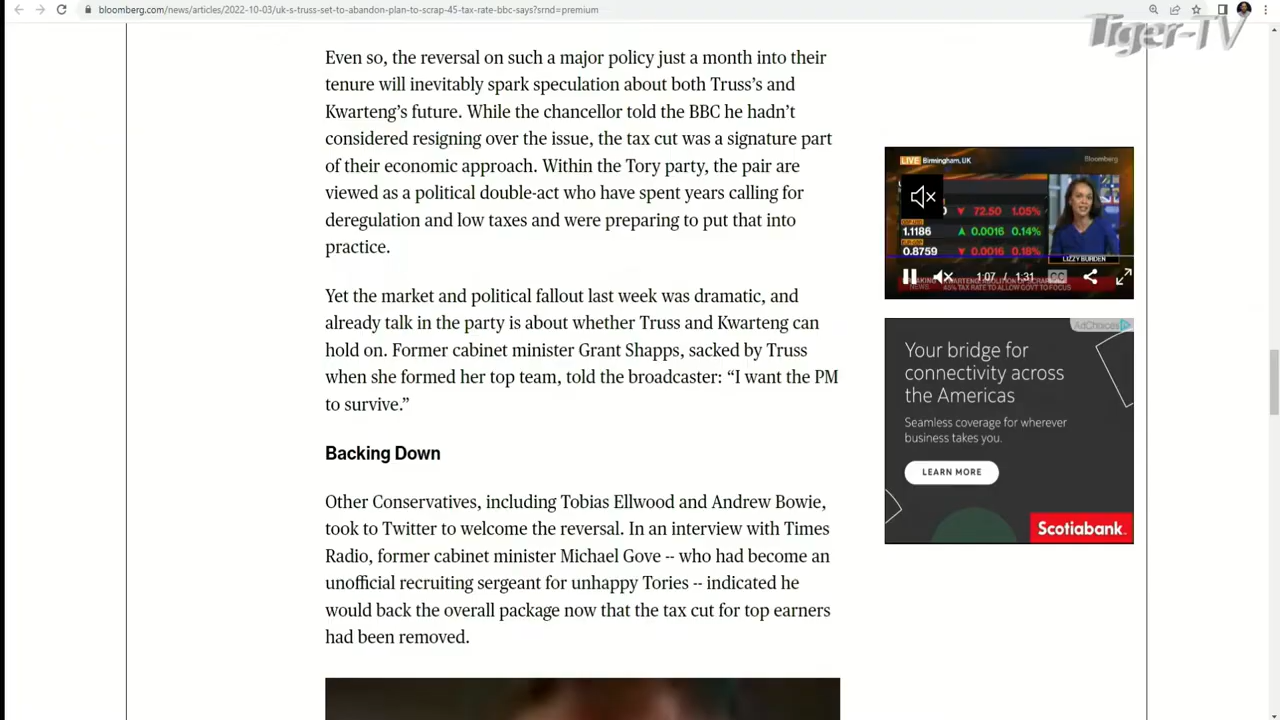 bloomberg.com/news/articles/2022-10-03/uk-s-truss-set-to-abandon-plan-to-scrap-45-tax-rate-bbc-says?srnd=premium
Tiger-TV
Even so, the reversal on such a major policy just a month into their
tenure will inevitably spark speculation about both Truss’s and
Kwarteng’s future. While the chancellor told the BBC he hadn’t
considered resigning over the issue, the tax cut was a signature part
of their economic approach. Within the Tory party, the pair are
viewed as a political double-act who have spent years calling for
deregulation and low taxes and were preparing to put that into
practice.
Yet the market and political fallout last week was dramatic, and
already talk in the party is about whether Truss and Kwarteng can
hold on. Former cabinet minister Grant Shapps, sacked by Truss
when she formed her top team, told the broadcaster: “I want the PM
to survive.”
Backing Down
Other Conservatives, including Tobias Ellwood and Andrew Bowie,
took to Twitter to welcome the reversal. In an interview with Times
Radio, former cabinet minister Michael Gove -- who had become an
unofficial recruiting sergeant for unhappy Tories -- indicated he
would back the overall package now that the tax cut for top earners
had been removed.
LIVE Birmingham, UK
Bloomberg
72.50 1.05%
1.1186 0.0016 0.14%
0.8759 0.0016 0.18%
LIZZY BURDEN
1:07 / 1:31 CC
45% TAX RATE TO ALLOW GOVT TO FOCUS
AdChoices
Your bridge for
connectivity across
the Americas
Seamless coverage for wherever
business takes you.
LEARN MORE
Scotiabank